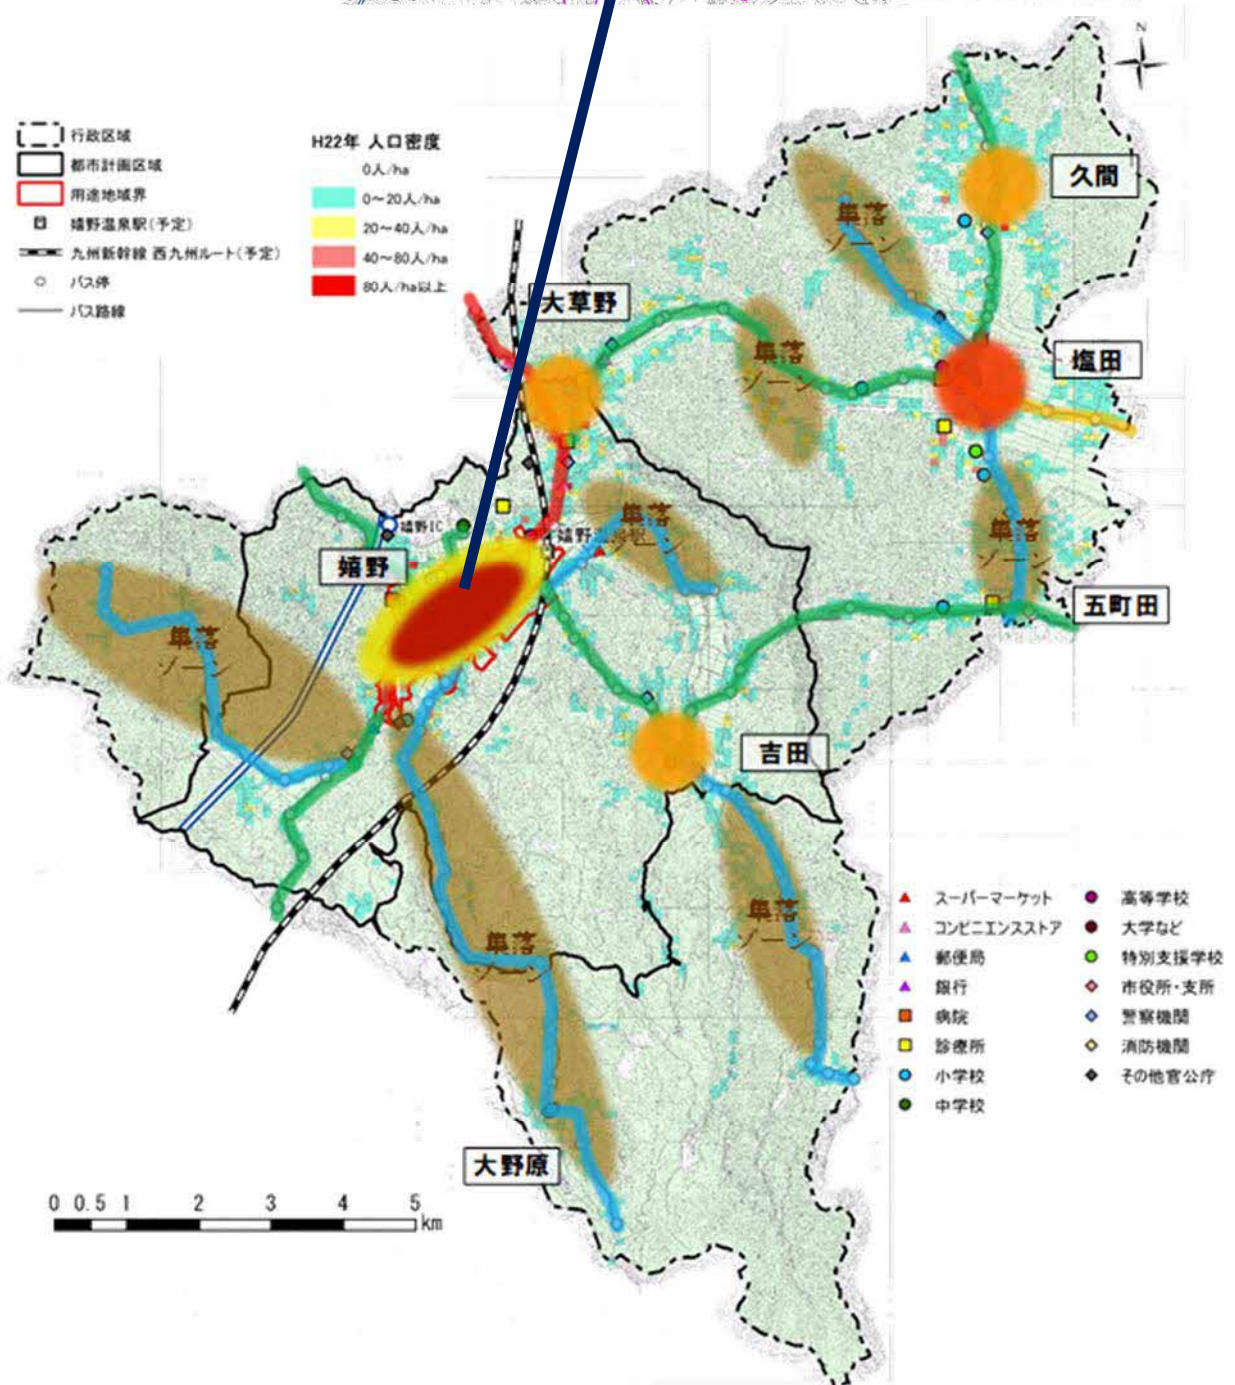 N
行政区域
都市計画区域
用途地域界
嬉野温泉駅(予定)
九州新幹線 西九州ルート(予定)
バス停
バス路線
H22年 人口密度
0人/ha
0～20人/ha
20～40人/ha
40～80人/ha
80人/ha以上
久間
集落
ゾーン
大草野
集落
ゾーン
塩田
嬉野IC
嬉野
集落
ゾーン
集落
ゾーン
五町田
集落
ゾーン
吉田
集落
ゾーン
集落
ゾーン
大野原
スーパーマーケット
コンビニエンスストア
郵便局
銀行
病院
診療所
小学校
中学校
高等学校
大学など
特別支援学校
市役所・支所
警察機関
消防機関
その他官公庁
0 0.5 1 2 3 4 5
km